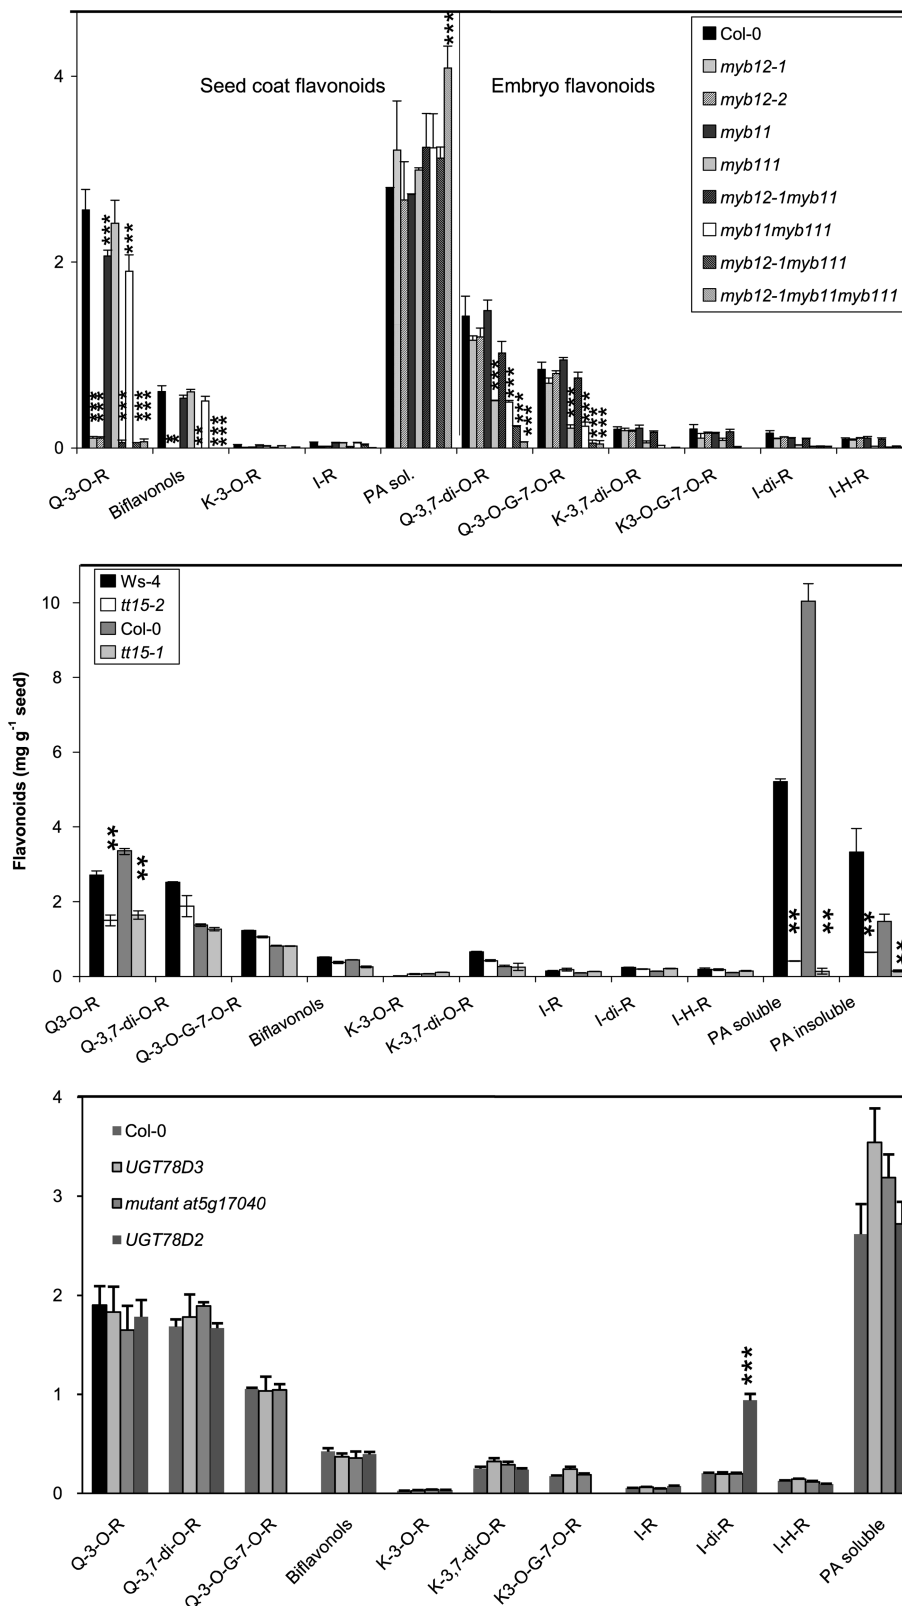 4
2
0
Seed coat flavonoids
Embryo flavonoids
***
Col-0
myb12-1
myb12-2
myb11
myb111
myb12-1myb11
myb11myb111
myb12-1myb111
myb12-1myb11myb111
***
***
***
***
***
***
***
*
*
**
***
***
***
***
***
***
***
***
***
***
Q-3-O-R
Biflavonols
K-3-O-R
I-R
PA sol.
Q-3,7-di-O-R
Q-3-O-G-7-O-R
K-3,7-di-O-R
K3-O-G-7-O-R
I-di-R
I-H-R
Flavonoids (mg g-1 seed)
10
8
6
4
2
0
Ws-4
tt15-2
Col-0
tt15-1
**
**
**
**
**
**
Q3-O-R
Q-3,7-di-O-R
Q-3-O-G-7-O-R
Biflavonols
K-3-O-R
K-3,7-di-O-R
I-R
I-di-R
I-H-R
PA soluble
PA insoluble
4
3
2
1
0
Col-0
UGT78D3
mutant at5g17040
UGT78D2
***
Q-3-O-R
Q-3,7-di-O-R
Q-3-O-G-7-O-R
Biflavonols
K-3-O-R
K-3,7-di-O-R
K3-O-G-7-O-R
I-R
I-di-R
I-H-R
PA soluble